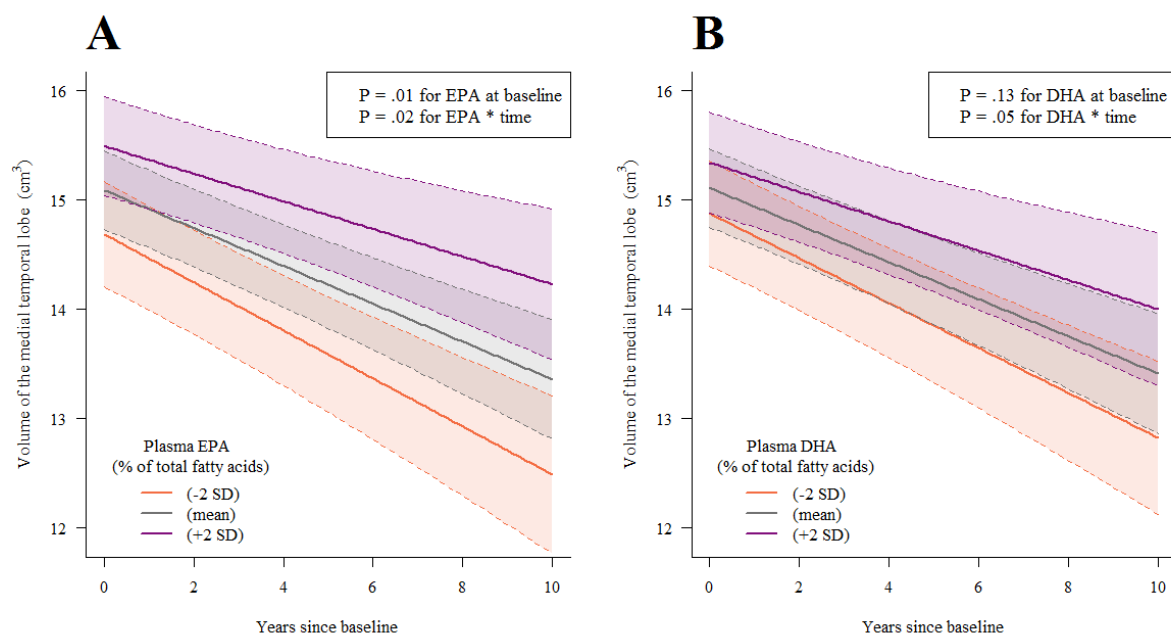 A
P = .01 for EPA at baseline
P = .02 for EPA * time
Volume of the medial temporal lobe (cm³)
16
15
14
13
12
Plasma EPA
(% of total fatty acids)
(-2 SD)
(mean)
(+2 SD)
0 2 4 6 8 10
Years since baseline
B
P = .13 for DHA at baseline
P = .05 for DHA * time
Volume of the medial temporal lobe (cm³)
16
15
14
13
12
Plasma DHA
(% of total fatty acids)
(-2 SD)
(mean)
(+2 SD)
0 2 4 6 8 10
Years since baseline